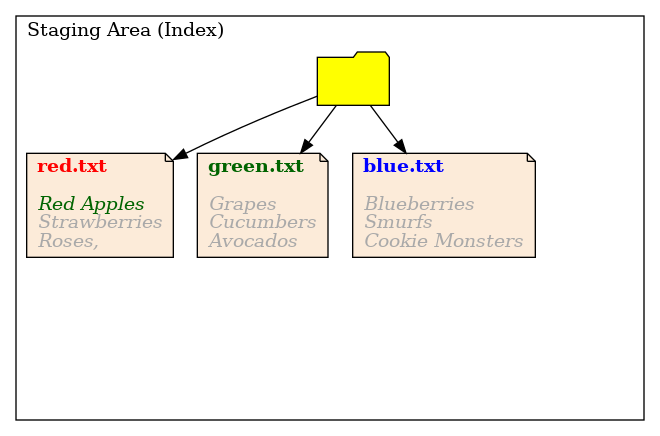 Staging Area (Index)
red.txt
Red Apples
Strawberries
Roses,
green.txt
Grapes
Cucumbers
Avocados
blue.txt
Blueberries
Smurfs
Cookie Monsters